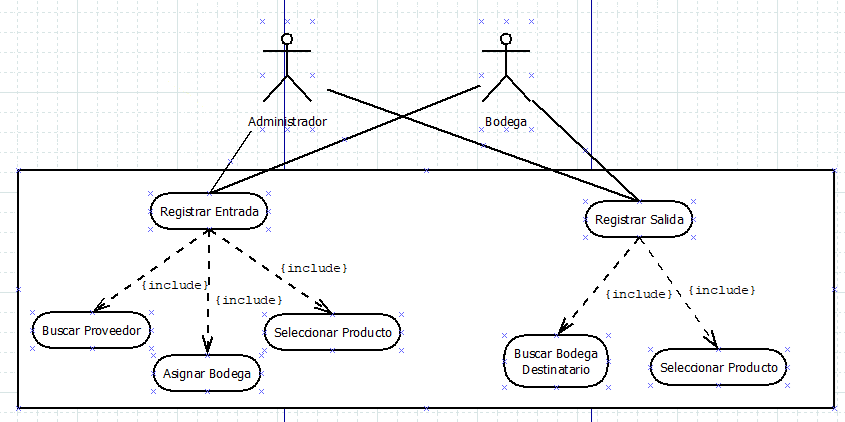 Administrador
Bodega
Registrar Entrada
Registrar Salida
{include}
{include}
{include}
{include}
{include}
Buscar Proveedor
Seleccionar Producto
Asignar Bodega
Buscar Bodega
Destinatario
Seleccionar Producto